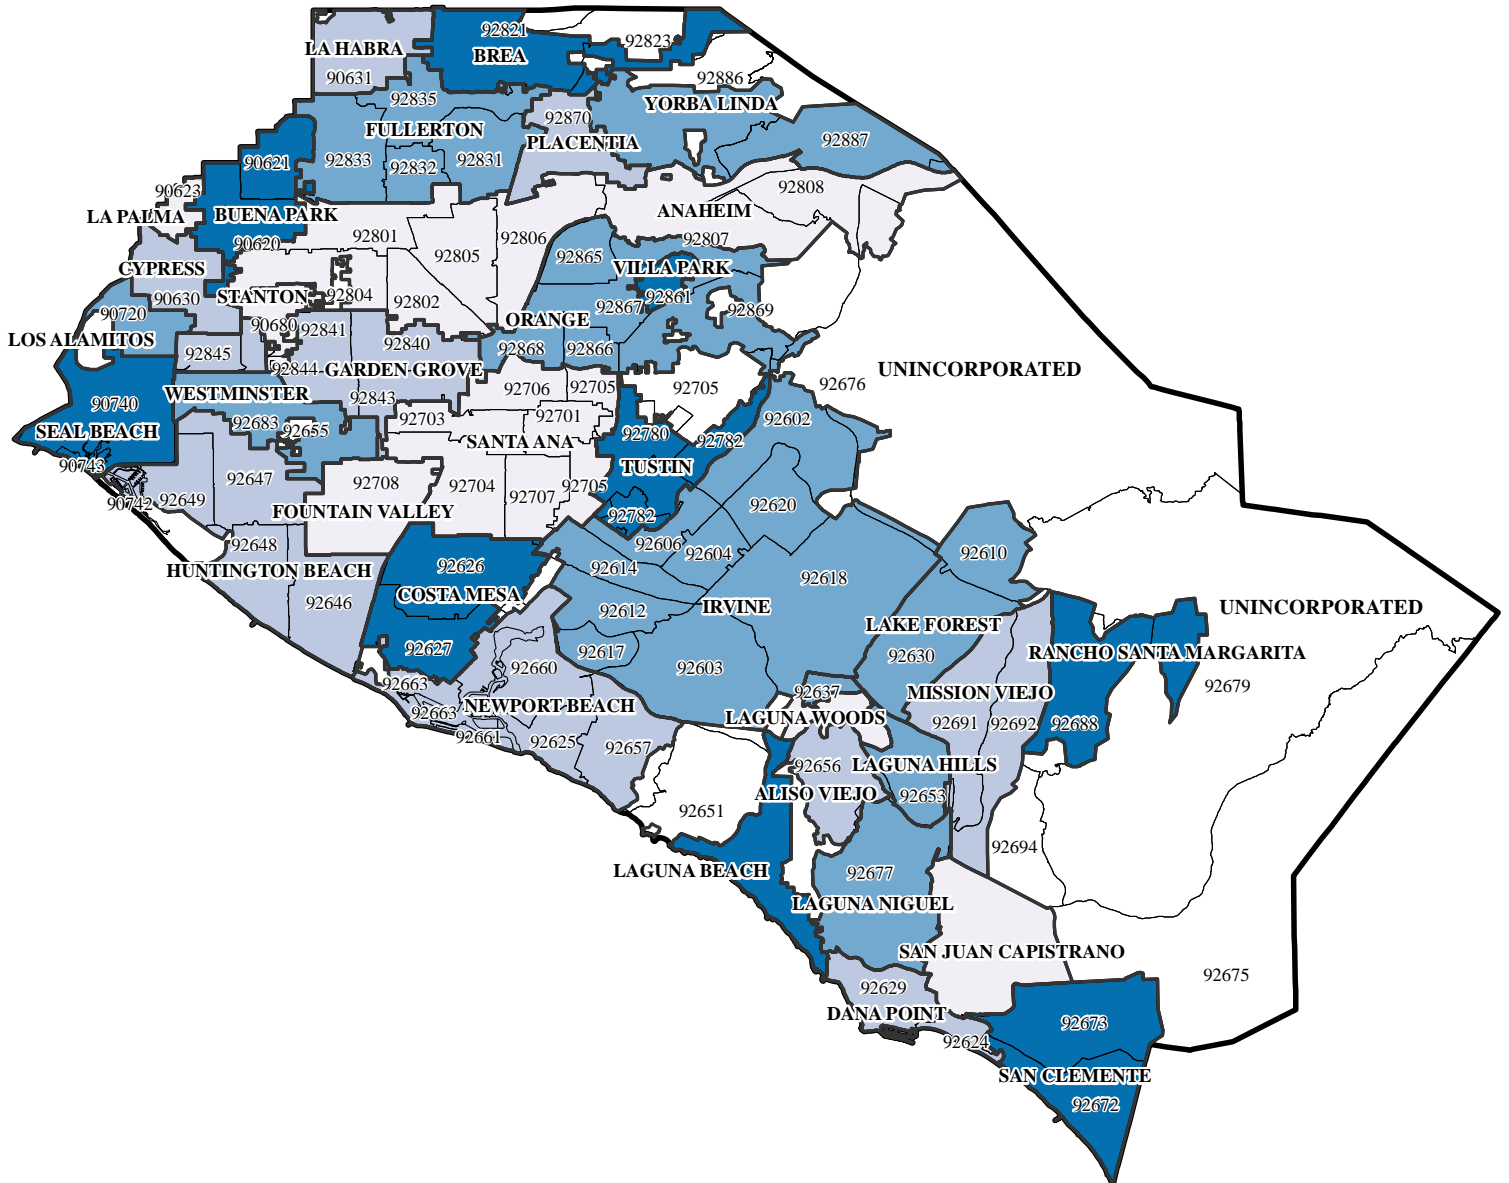 92821
BREA
92823
LA HABRA
90631
92886
92835
YORBA LINDA
92870
FULLERTON
PLACENTIA
92887
90621
92833
92832
92831
90623
92808
LA PALMA
BUENA PARK
ANAHEIM
90620
92801
92806
92807
92805
92865
CYPRESS
VILLA PARK
90630
STANTON
92804
92802
92861
92867
92869
90720
ORANGE
90680
92841
LOS ALAMITOS
92840
92845
92868
92866
92844
GARDEN GROVE
UNINCORPORATED
92706
92705
92705
92676
WESTMINSTER
92843
90740
92683
92655
92703
92701
92602
SEAL BEACH
SANTA ANA
92780
92782
90743
TUSTIN
92647
92708
92704
92705
92707
90742
92649
FOUNTAIN VALLEY
92782
92620
92648
92606
92604
92610
HUNTINGTON BEACH
92626
92614
92618
COSTA MESA
92646
92612
IRVINE
UNINCORPORATED
LAKE FOREST
92627
92617
92630
RANCHO SANTA MARGARITA
92660
92603
92663
92637
MISSION VIEJO
92679
NEWPORT BEACH
92663
LAGUNA WOODS
92691
92692
92688
92661
92625
92657
92656
LAGUNA HILLS
ALISO VIEJO
92653
92651
92694
LAGUNA BEACH
92677
LAGUNA NIGUEL
SAN JUAN CAPISTRANO
92675
92629
DANA POINT
92673
92624
SAN CLEMENTE
92672